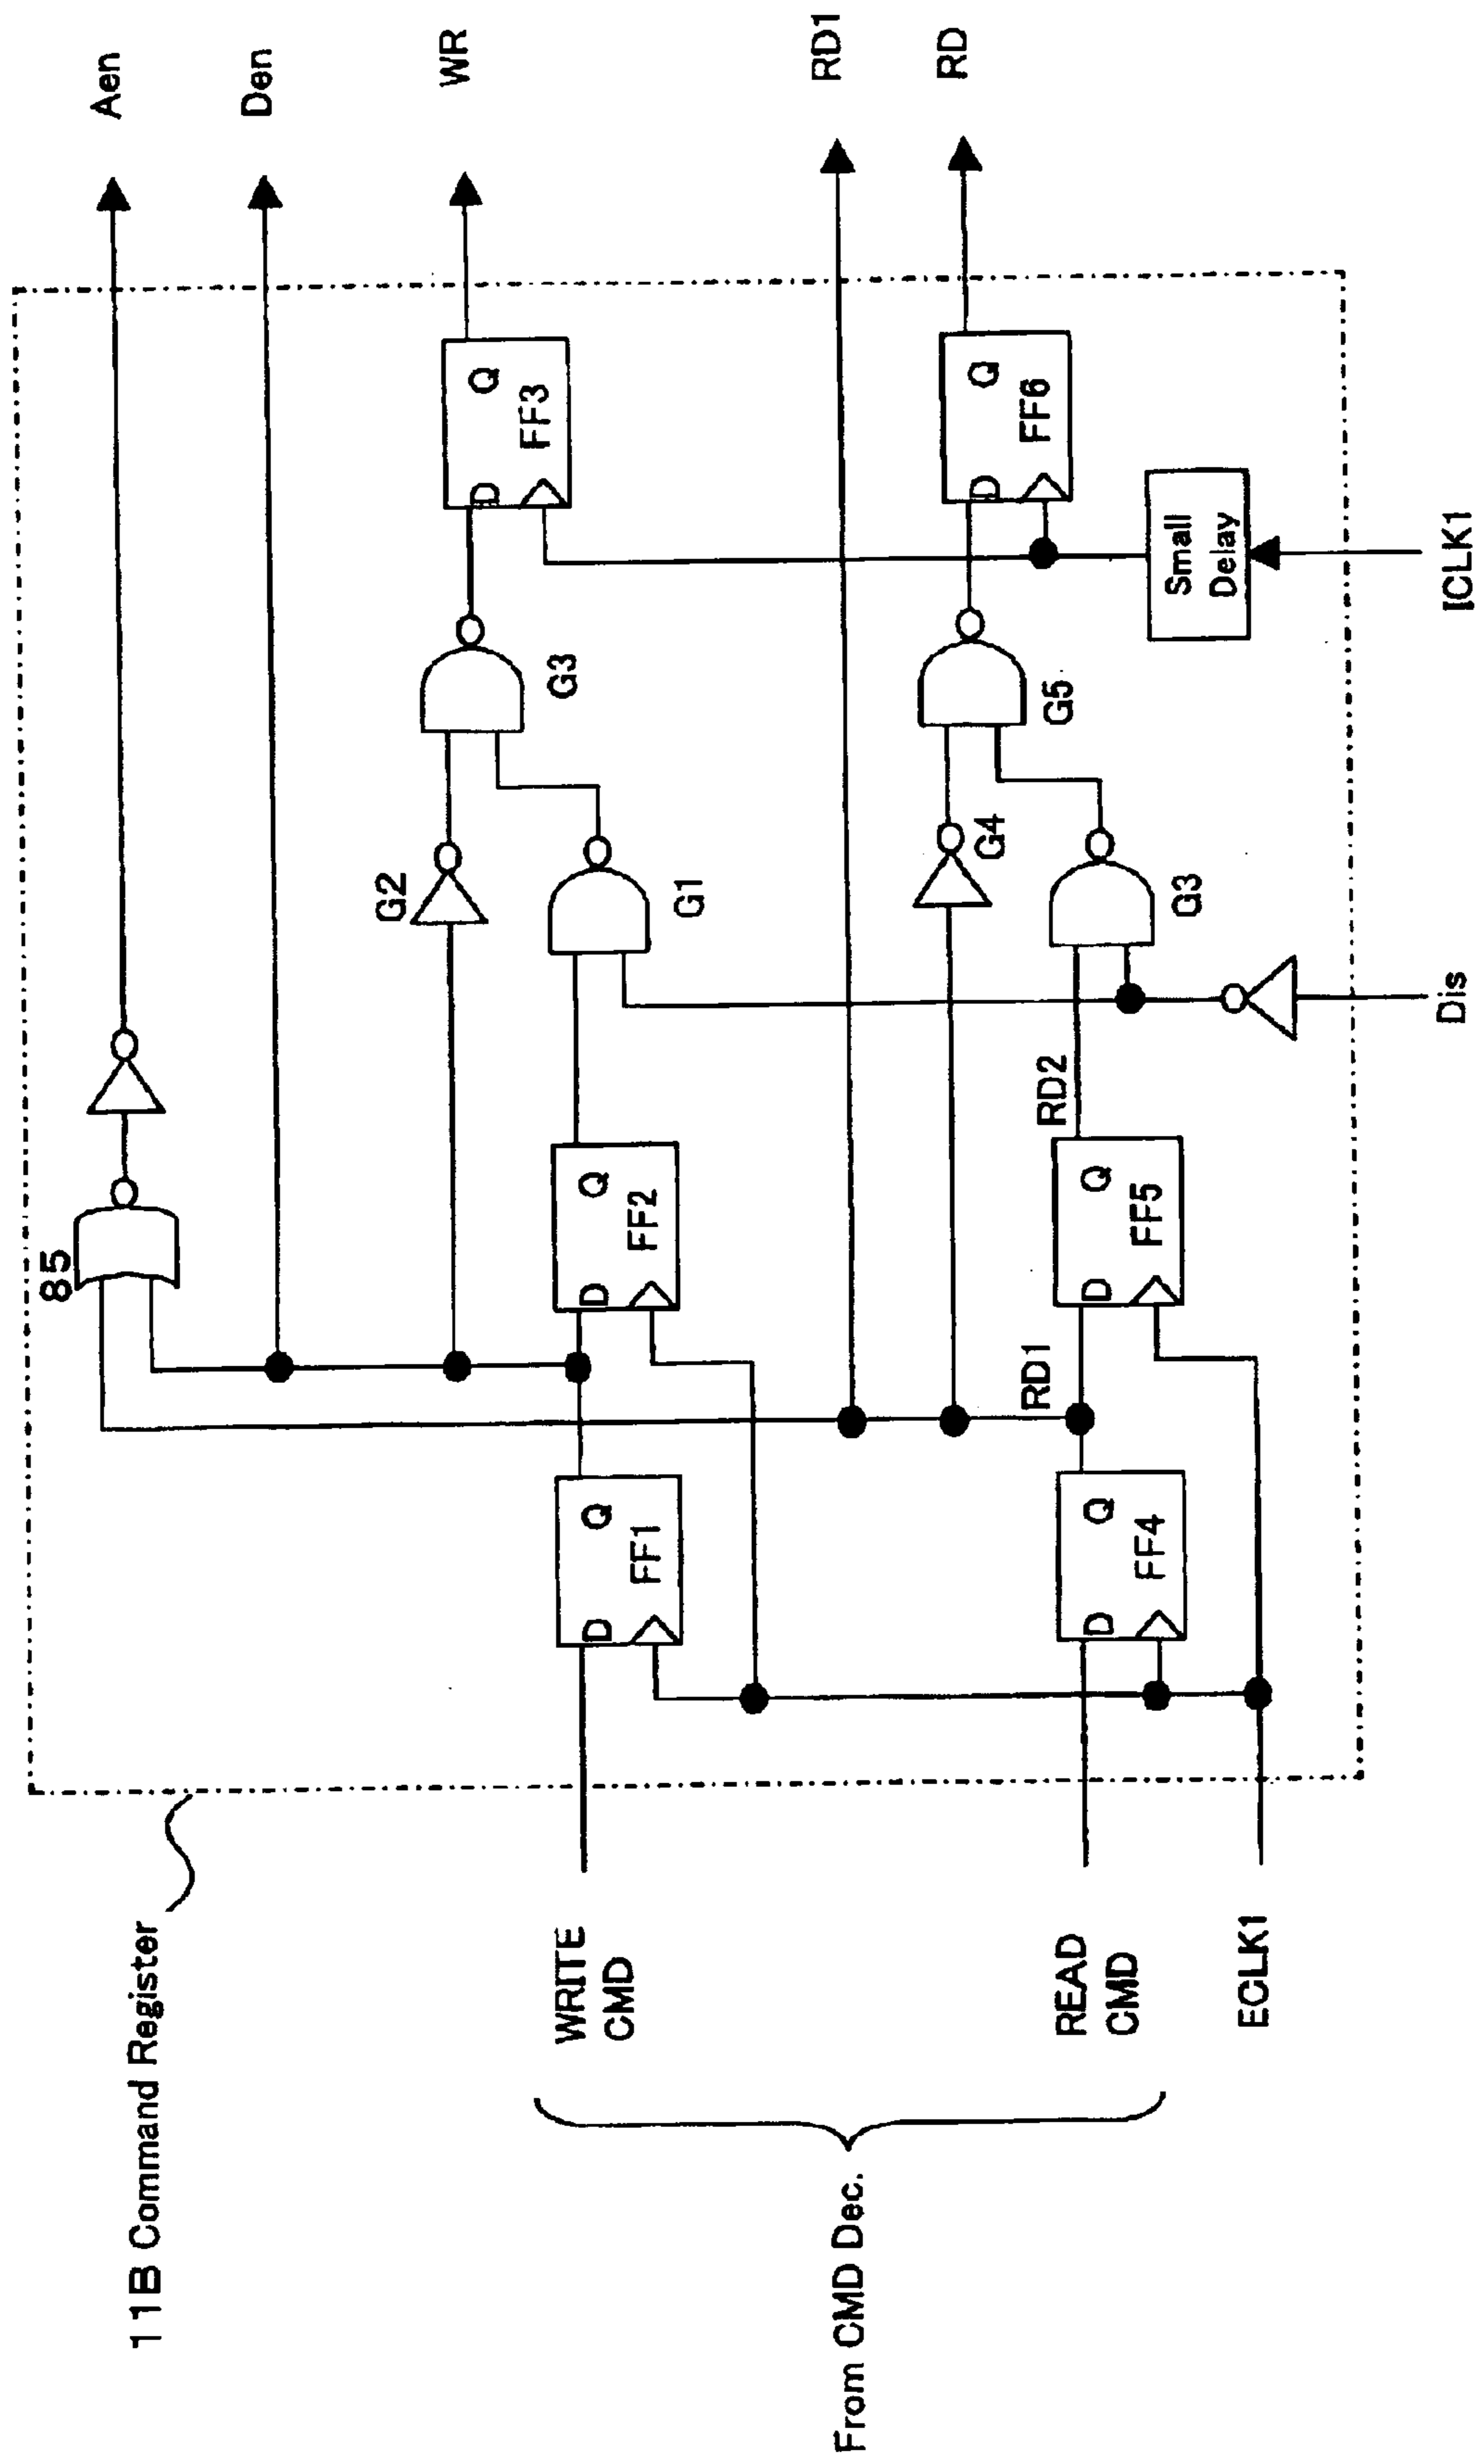 11B Command Register
From CMD Dec.
WRITE
CMD
READ
CMD
ECLK1
D
Q
FF1
D
Q
FF2
85
G2
G1
G3
D
Q
FF3
D
Q
FF4
RD1
D
Q
FF5
RD2
G4
G3
G5
D
Q
FF6
Small
Delay
Dis
ICLK1
Aen
Den
WR
RD1
RD